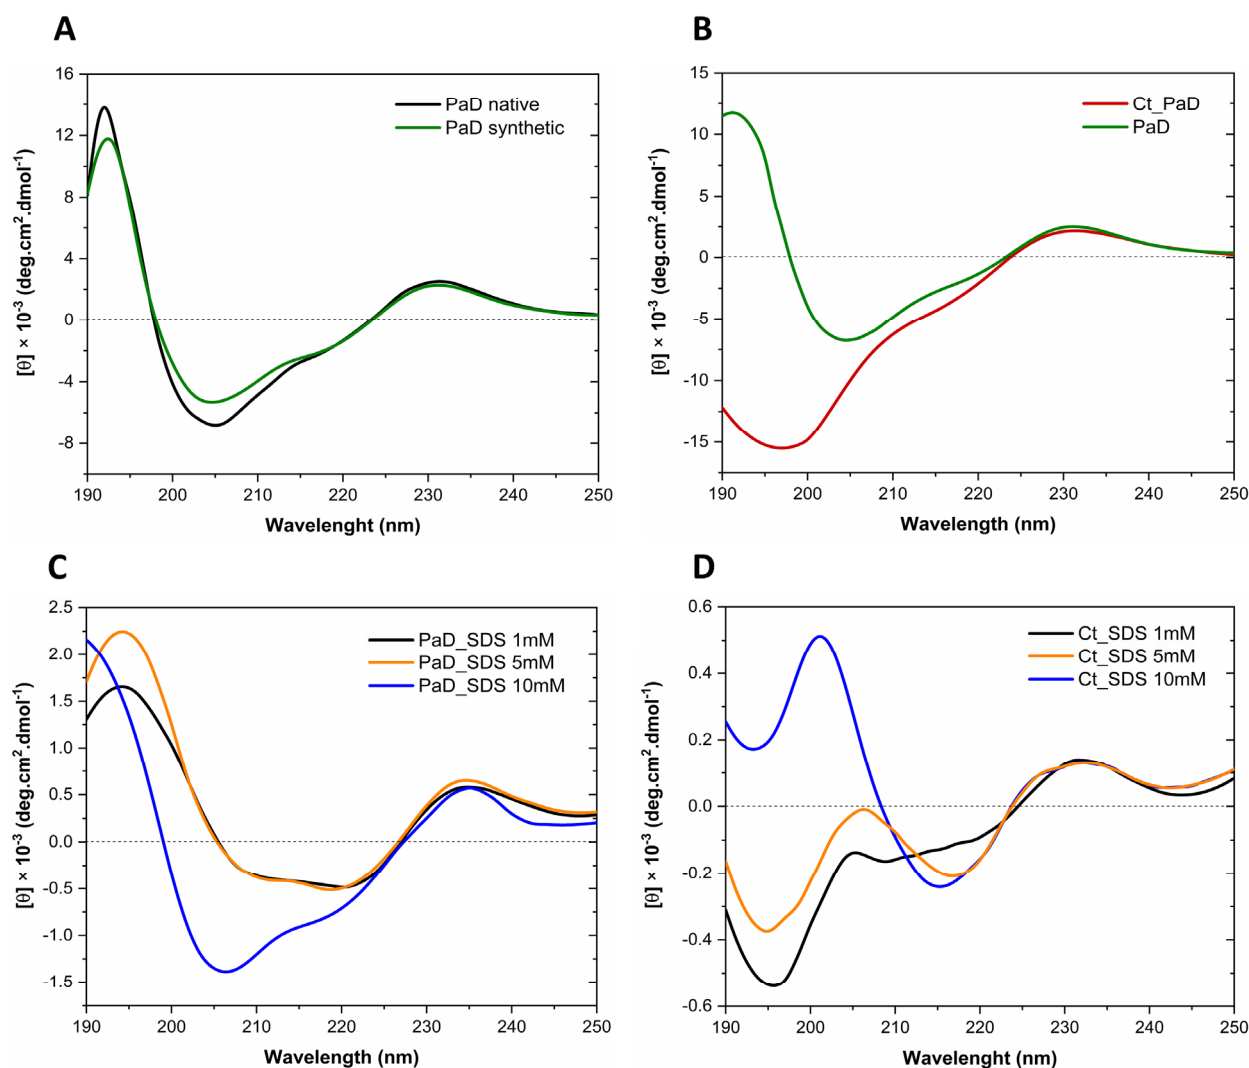 A
16
12
8
4
0
-4
-8
190
200
210
220
230
240
250
[θ] × 10⁻³ (deg.cm².dmol⁻¹)
Wavelenght (nm)
PaD native
PaD synthetic
B
15
10
5
0
-5
-10
-15
190
200
210
220
230
240
250
[θ] × 10⁻³ (deg.cm².dmol⁻¹)
Wavelength (nm)
Ct_PaD
PaD
C
2.5
2.0
1.5
1.0
0.5
0.0
-0.5
-1.0
-1.5
190
200
210
220
230
240
250
[θ] × 10⁻³ (deg.cm².dmol⁻¹)
Wavelength (nm)
PaD_SDS 1mM
PaD_SDS 5mM
PaD_SDS 10mM
D
0.6
0.4
0.2
0.0
-0.2
-0.4
-0.6
190
200
210
220
230
240
250
[θ] × 10⁻³ (deg.cm².dmol⁻¹)
Wavelenght (nm)
Ct_SDS 1mM
Ct_SDS 5mM
Ct_SDS 10mM